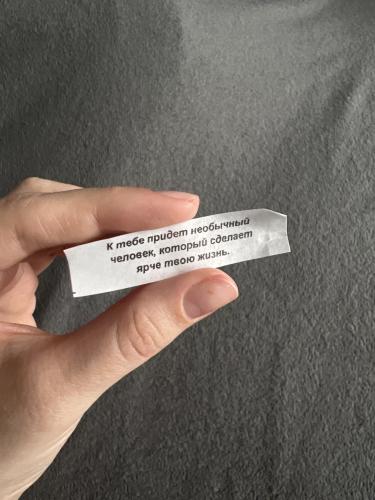 К тебе придет необычный
человек, который сделает
ярче твою жизнь.